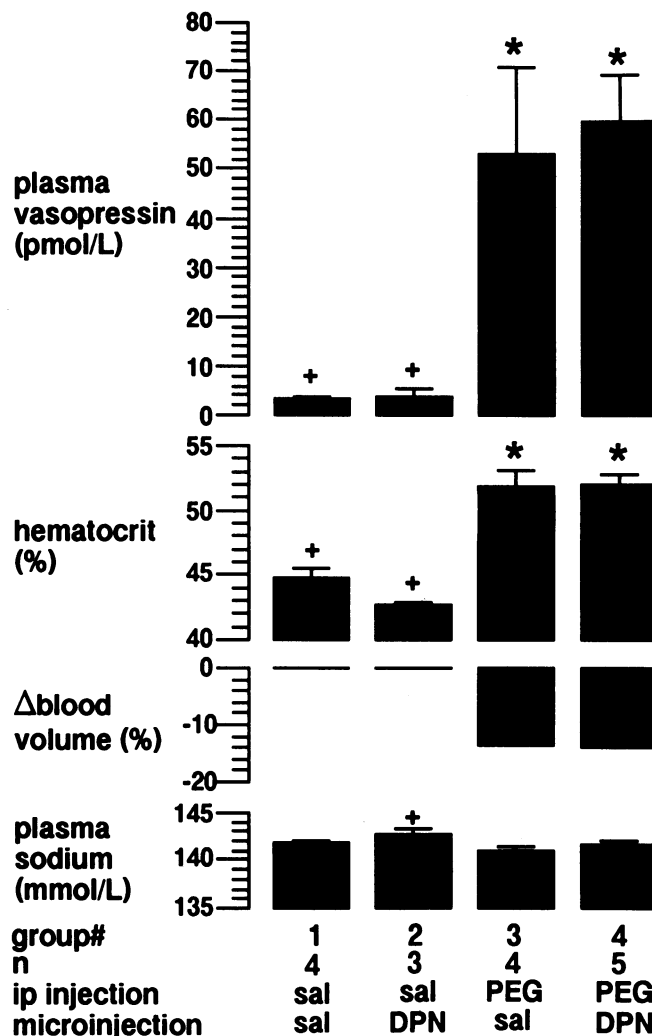 80
70
60
50
40
30
20
10
0
plasma
vasopressin
(pmol/L)
+ + * *
55
50
45
40
hematocrit
(%)
+ + * *
0
-10
-20
Δblood
volume (%)
145
140
135
plasma
sodium
(mmol/L)
+
group# 1 2 3 4
n 4 3 4 5
ip injection sal sal PEG PEG
microinjection sal DPN sal DPN